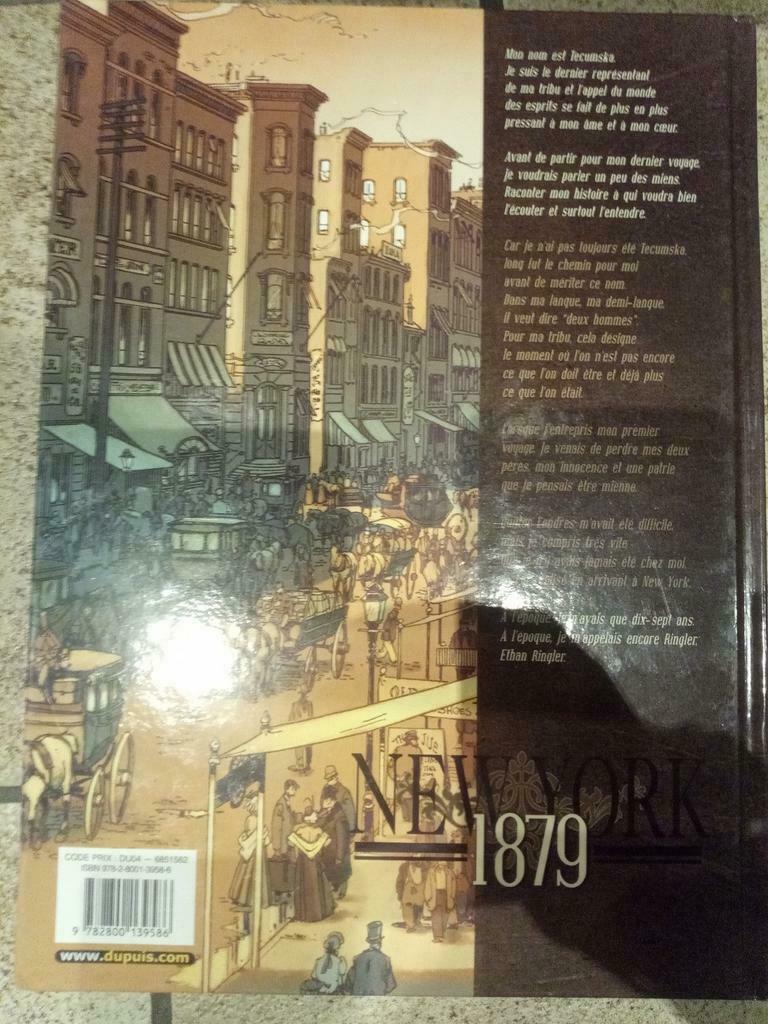 Mon nom est Tecumska.
Je suis le dernier représentant
de ma tribu et l'appel du monde
des esprits se fait de plus en plus
pressant à mon âme et à mon cœur.
Avant de partir pour mon dernier voyage,
je voudrais parler un peu des miens.
Raconter mon histoire à qui voudra bien
l'écouter et surtout l'entendre.
Car je n'ai pas toujours été Tecumska,
long fut le chemin pour moi
avant de mériter ce nom.
Dans ma langue, ma demi-langue,
il veut dire "deux hommes".
Pour ma tribu, cela désigne
le moment où l'on n'est pas encore
ce que l'on doit être et déjà plus
ce que l'on était.
Lorsque j'entrepris mon premier
voyage, je venais de perdre mes deux
pères, mon innocence et une patrie
que je pensais être mienne.
Quitter Londres m'avait été difficile,
mais je compris très vite
jamais été chez moi
en arrivant à New York.
A l'époque, je n'avais que dix-sept ans.
A l'époque, je m'appelais encore Ringler,
Ethan Ringler.
SHOES
NEW YORK
1879
CODE PRIX : DU04 — 6851562
ISBN 978-2-8001-3958-6
9 782800 139586
www.dupuis.com